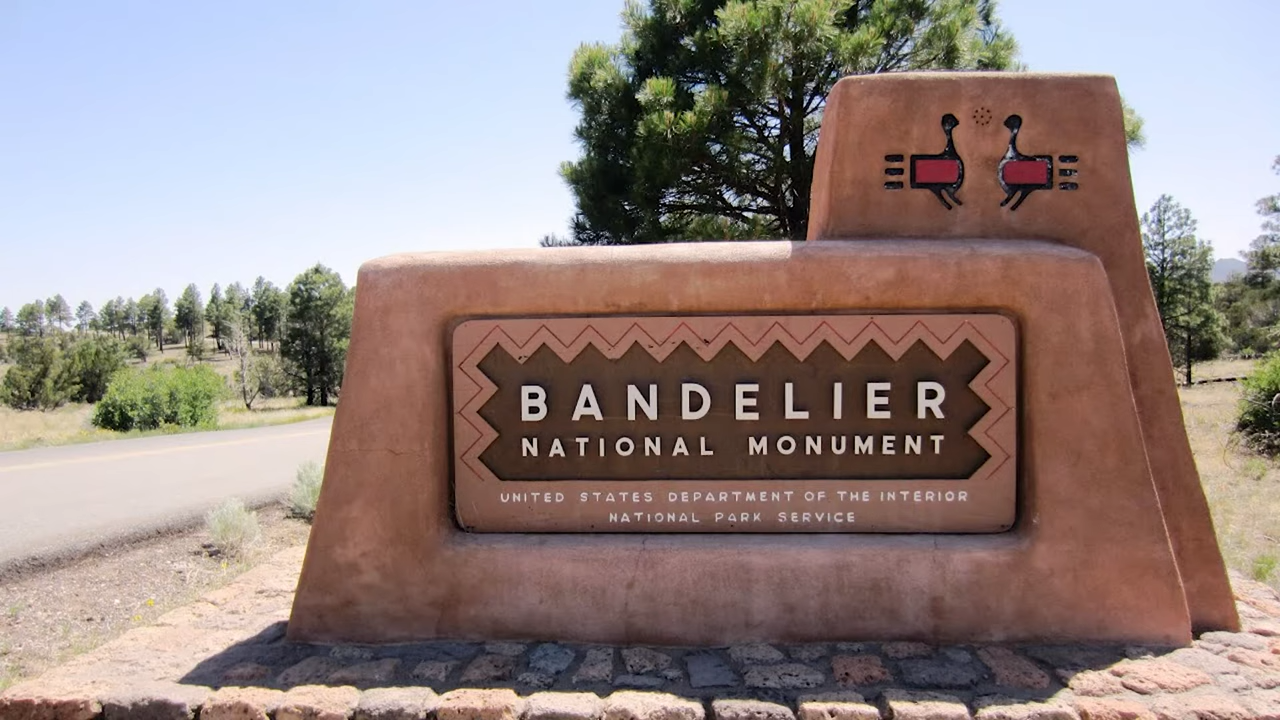 BANDELIER
NATIONAL MONUMENT
UNITED STATES DEPARTMENT OF THE INTERIOR
NATIONAL PARK SERVICE